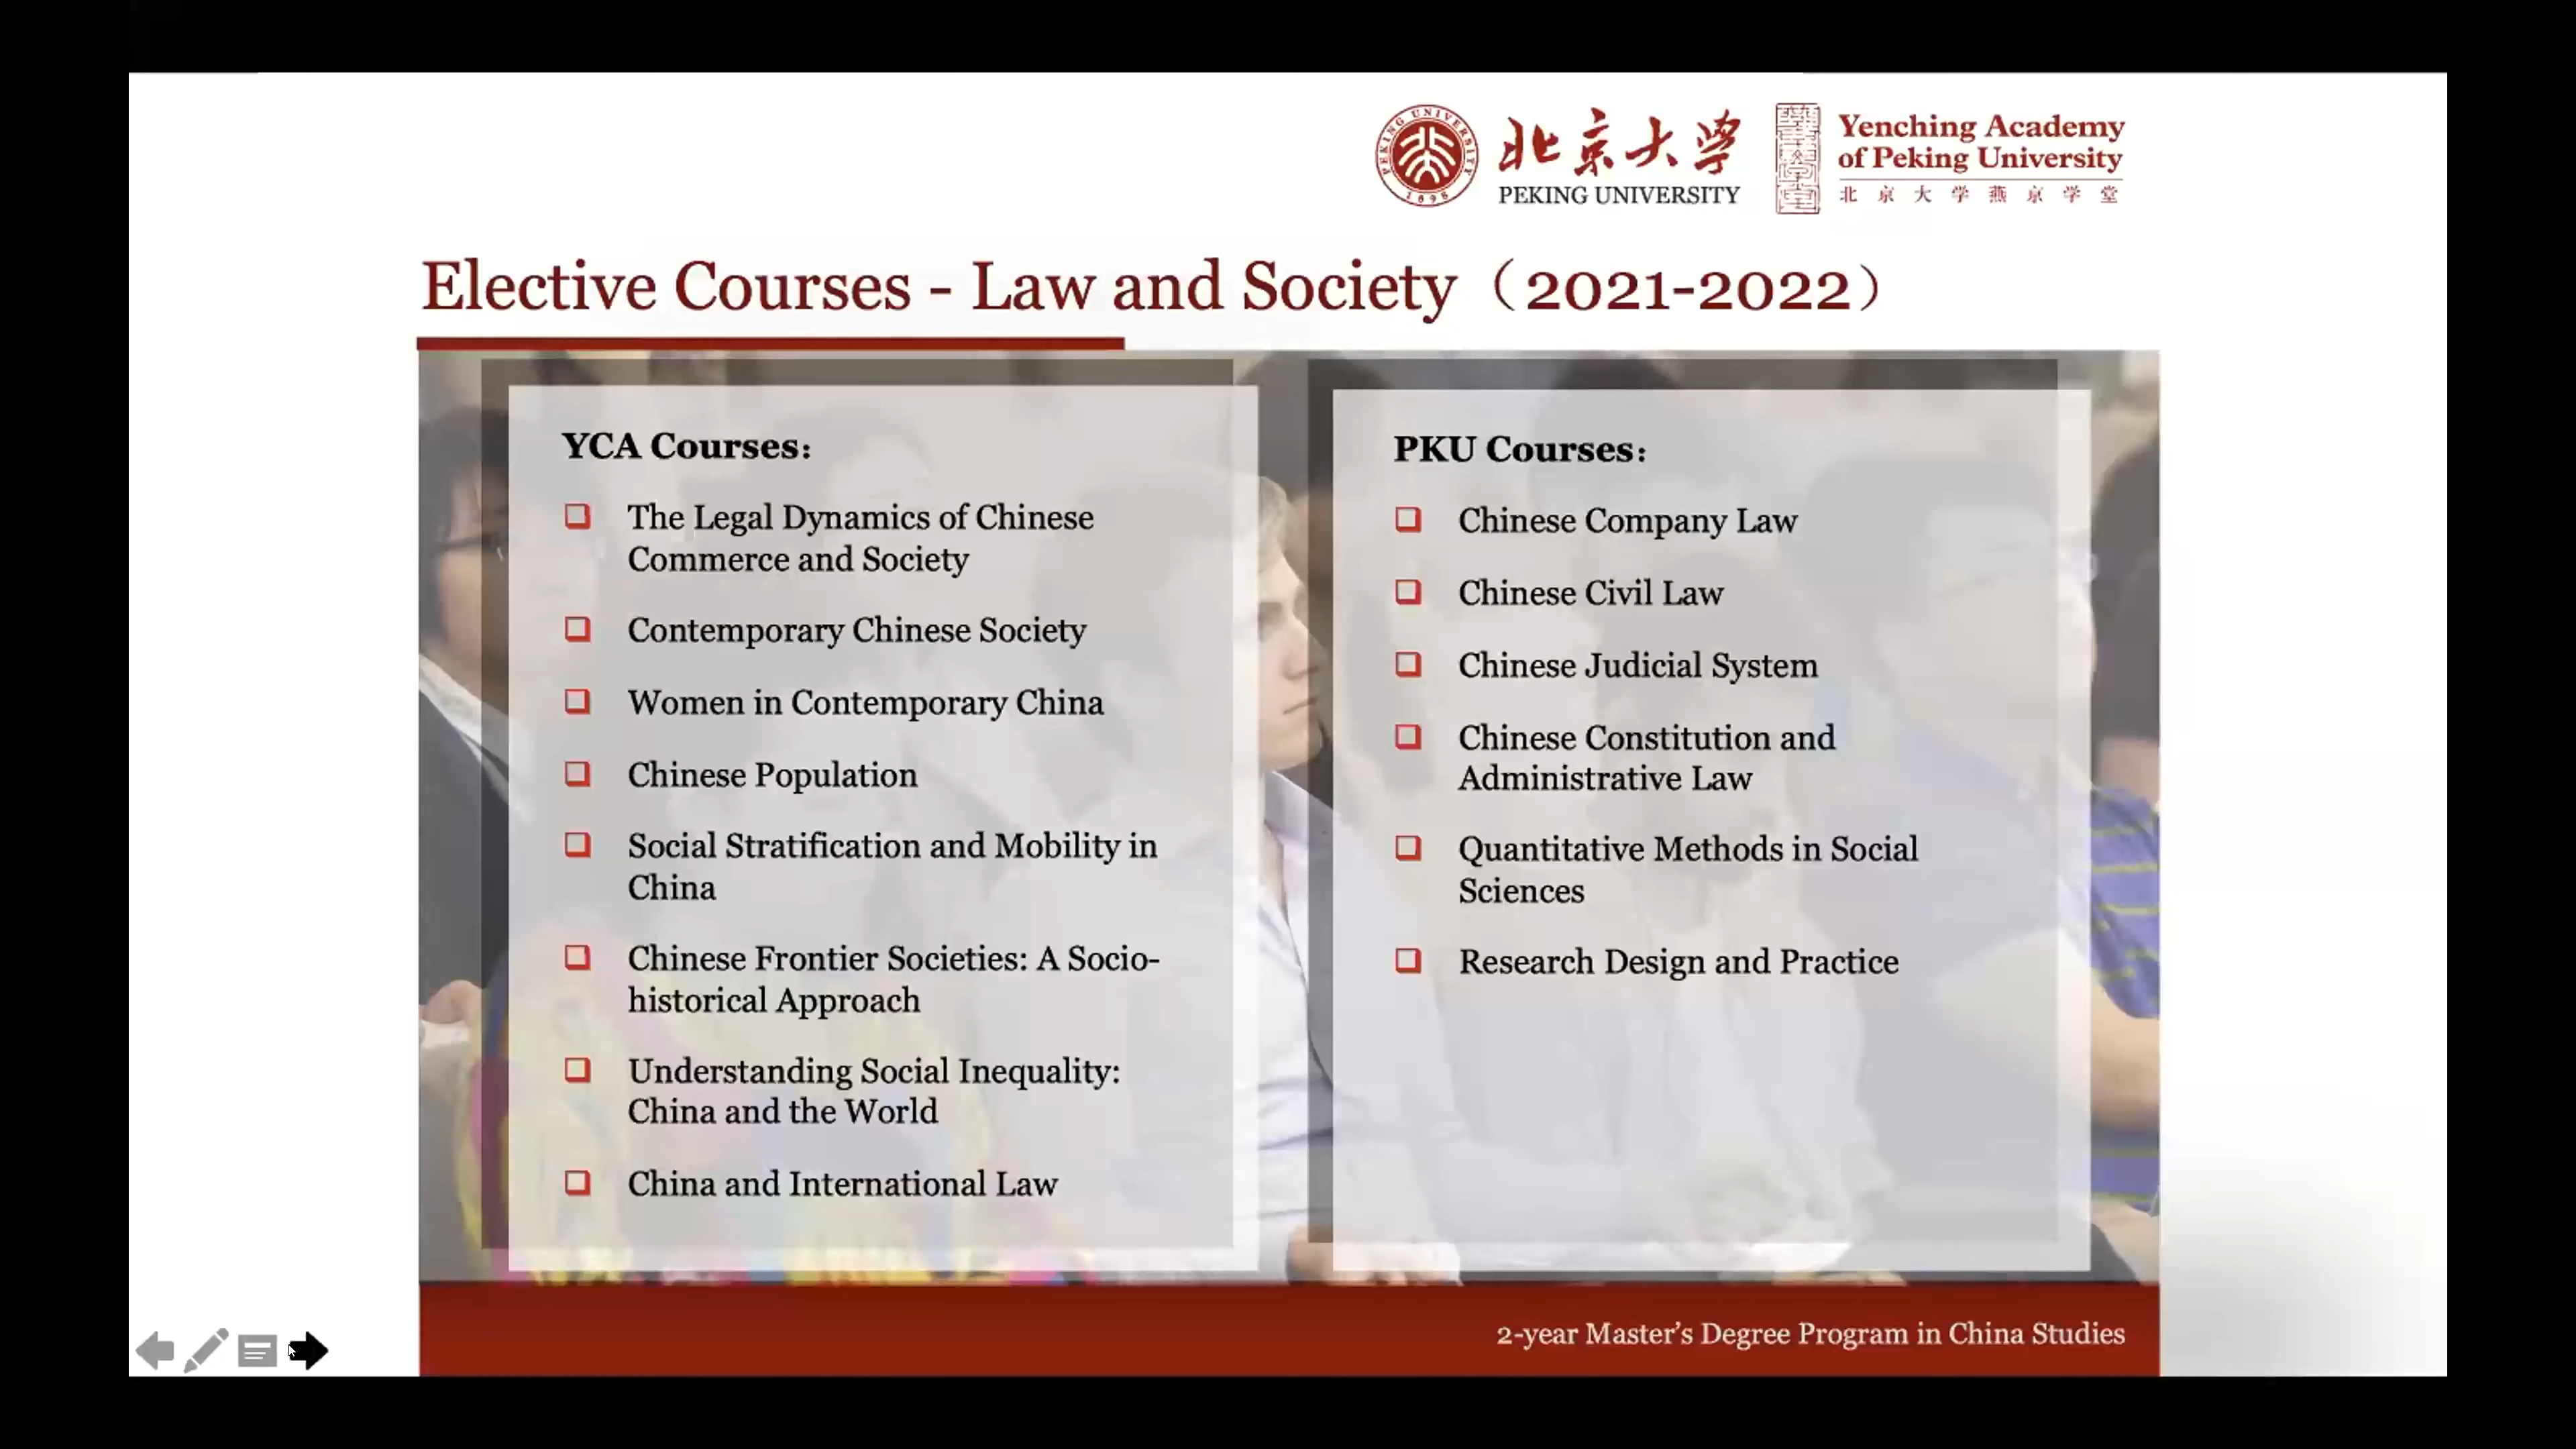 PEKING UNIVERSITY
1898
北京大学
PEKING UNIVERSITY
Yenching Academy
of Peking University
北京大学燕京学堂
Elective Courses - Law and Society（2021-2022）
YCA Courses:
The Legal Dynamics of Chinese
Commerce and Society
Contemporary Chinese Society
Women in Contemporary China
Chinese Population
Social Stratification and Mobility in
China
Chinese Frontier Societies: A Socio-
historical Approach
Understanding Social Inequality:
China and the World
China and International Law
PKU Courses:
Chinese Company Law
Chinese Civil Law
Chinese Judicial System
Chinese Constitution and
Administrative Law
Quantitative Methods in Social
Sciences
Research Design and Practice
2-year Master’s Degree Program in China Studies